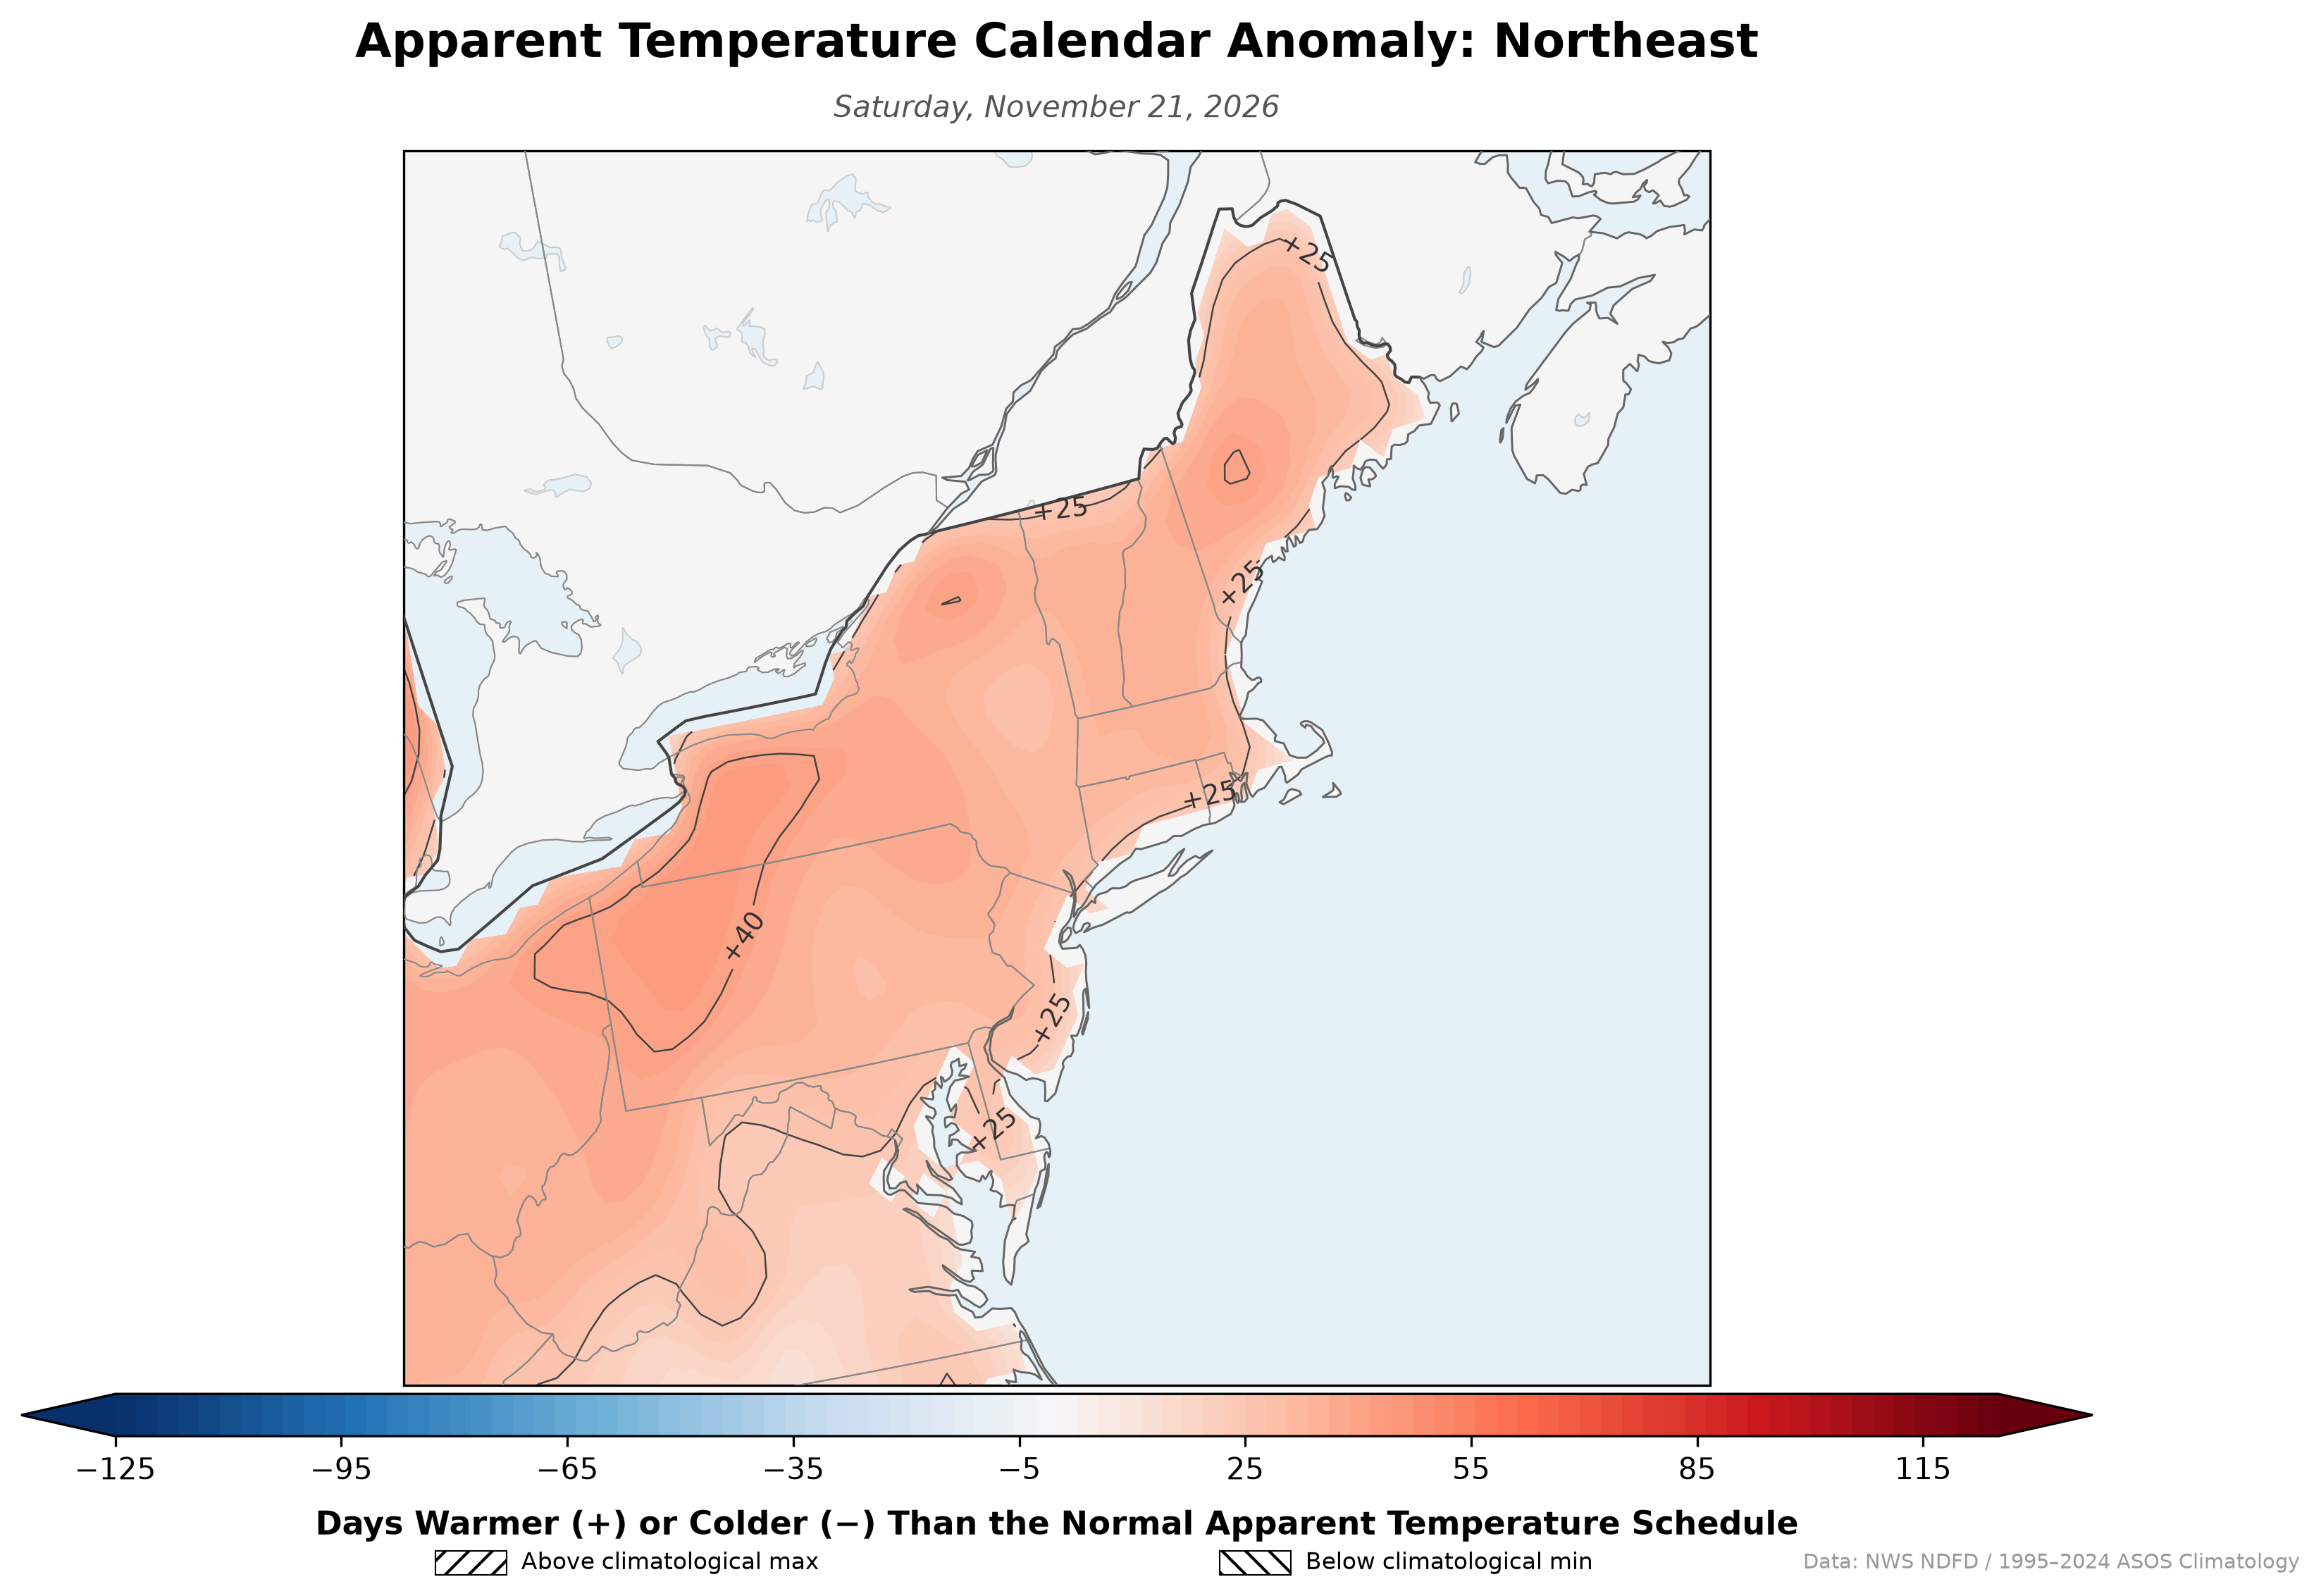 Apparent Temperature Calendar Anomaly: Northeast
Saturday, November 21, 2026
+25
+25
+25
+25
+40
+25
+25
−125 −95 −65 −35 −5 25 55 85 115
Days Warmer (+) or Colder (−) Than the Normal Apparent Temperature Schedule
Above climatological max Below climatological min Data: NWS NDFD / 1995–2024 ASOS Climatology